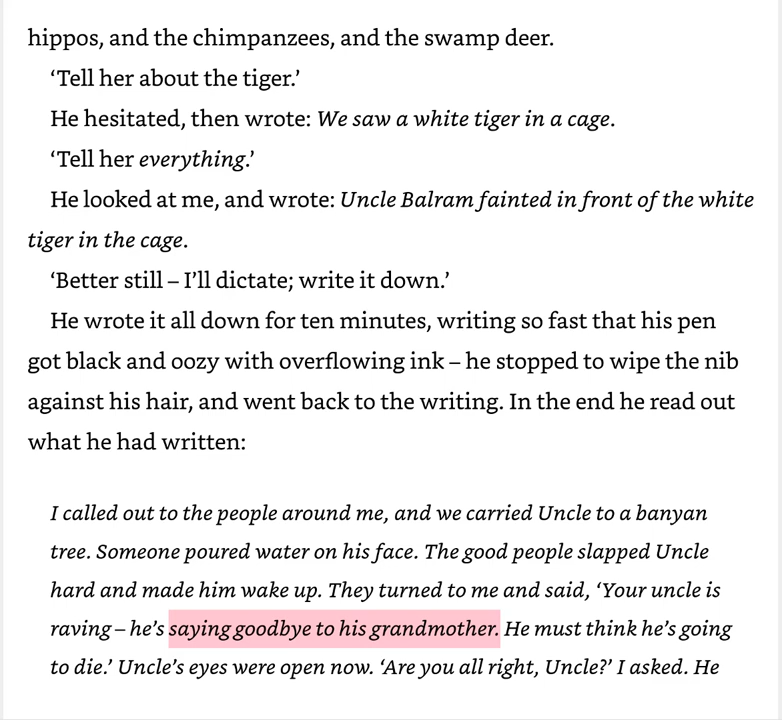 hippos, and the chimpanzees, and the swamp deer.
‘Tell her about the tiger.’
He hesitated, then wrote: We saw a white tiger in a cage.
‘Tell her everything.’
He looked at me, and wrote: Uncle Balram fainted in front of the white
tiger in the cage.
‘Better still – I’ll dictate; write it down.’
He wrote it all down for ten minutes, writing so fast that his pen
got black and oozy with overflowing ink – he stopped to wipe the nib
against his hair, and went back to the writing. In the end he read out
what he had written:
I called out to the people around me, and we carried Uncle to a banyan
tree. Someone poured water on his face. The good people slapped Uncle
hard and made him wake up. They turned to me and said, ‘Your uncle is
raving – he’s saying goodbye to his grandmother. He must think he’s going
to die.’ Uncle’s eyes were open now. ‘Are you all right, Uncle?’ I asked. He